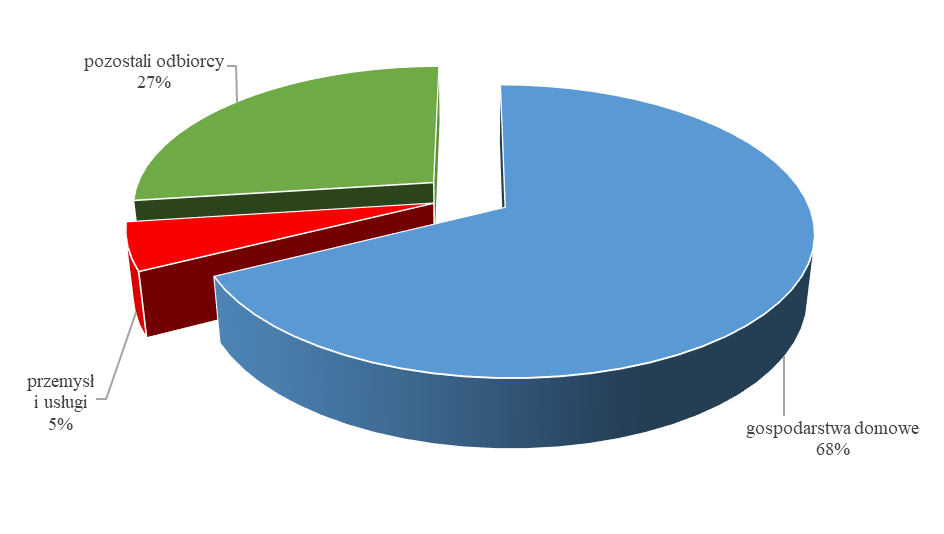 pozostali odbiorcy
27%
przemysł
i usługi
5%
gospodarstwa domowe
68%